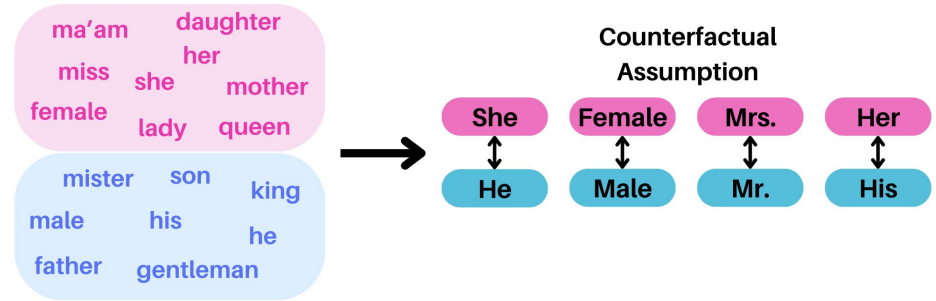 ma’am
daughter
her
miss
she
mother
female
lady
queen
mister
son
king
male
his
he
father
gentleman
Counterfactual
Assumption
She
Female
Mrs.
Her
He
Male
Mr.
His